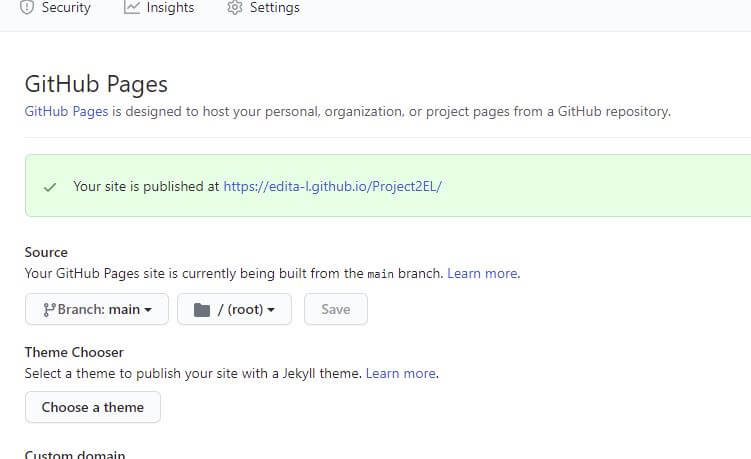 Security Insights Settings
GitHub Pages
GitHub Pages is designed to host your personal, organization, or project pages from a GitHub repository.
Your site is published at https://edita-l.github.io/Project2EL/
Source
Your GitHub Pages site is currently being built from the main branch. Learn more.
Branch: main / (root) Save
Theme Chooser
Select a theme to publish your site with a Jekyll theme. Learn more.
Choose a theme
Custom domain